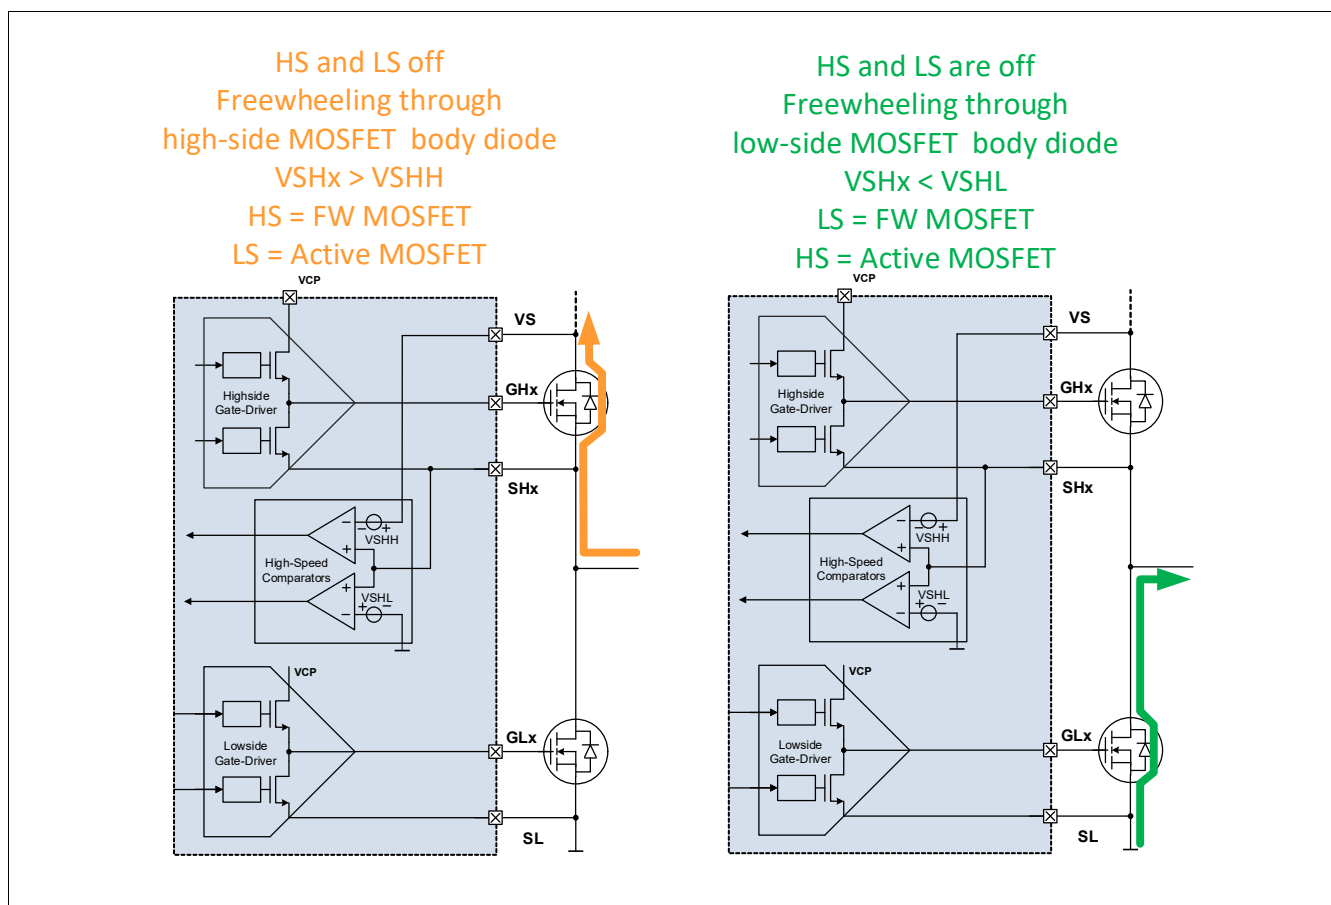 HS and LS off
Freewheeling through
high-side MOSFET body diode
VSHx > VSHH
HS = FW MOSFET
LS = Active MOSFET
VCP
VS
GHx
Highside
Gate-Driver
SHx
VSHH
High-Speed
Comparators
VSHL
VCP
GLx
Lowside
Gate-Driver
SL
HS and LS are off
Freewheeling through
low-side MOSFET body diode
VSHx < VSHL
LS = FW MOSFET
HS = Active MOSFET
VCP
VS
GHx
Highside
Gate-Driver
SHx
VSHH
High-Speed
Comparators
VSHL
VCP
GLx
Lowside
Gate-Driver
SL